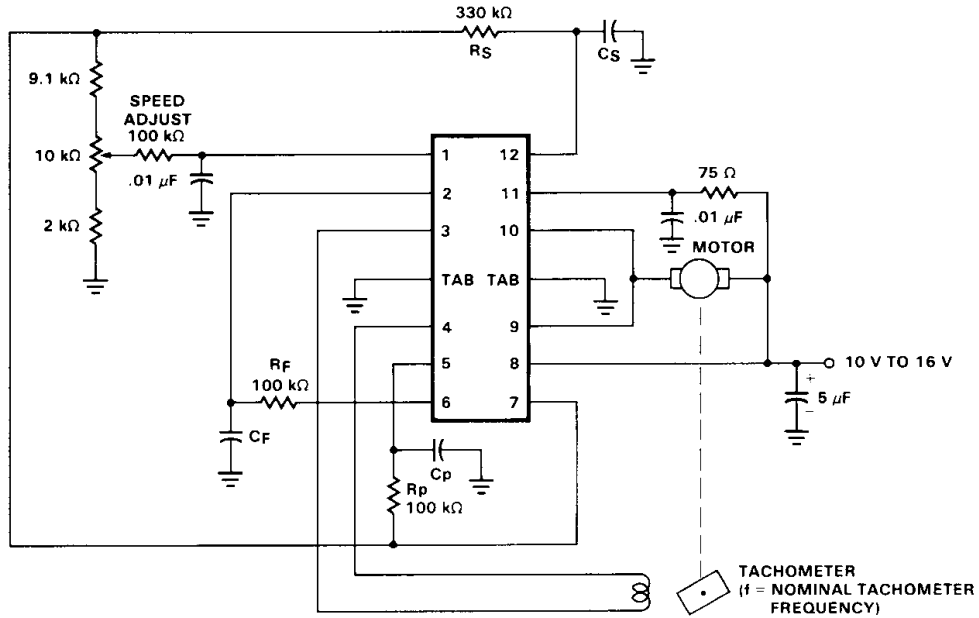 330 kΩ
RS
CS
9.1 kΩ
SPEED
ADJUST
100 kΩ
10 kΩ
.01 µF
2 kΩ
1
2
3
TAB
4
5
6
12
11
10
TAB
9
8
7
75 Ω
.01 µF
MOTOR
10 V TO 16 V
+
5 µF
–
RF
100 kΩ
CF
Cp
Rp
100 kΩ
TACHOMETER
(f = NOMINAL TACHOMETER
FREQUENCY)